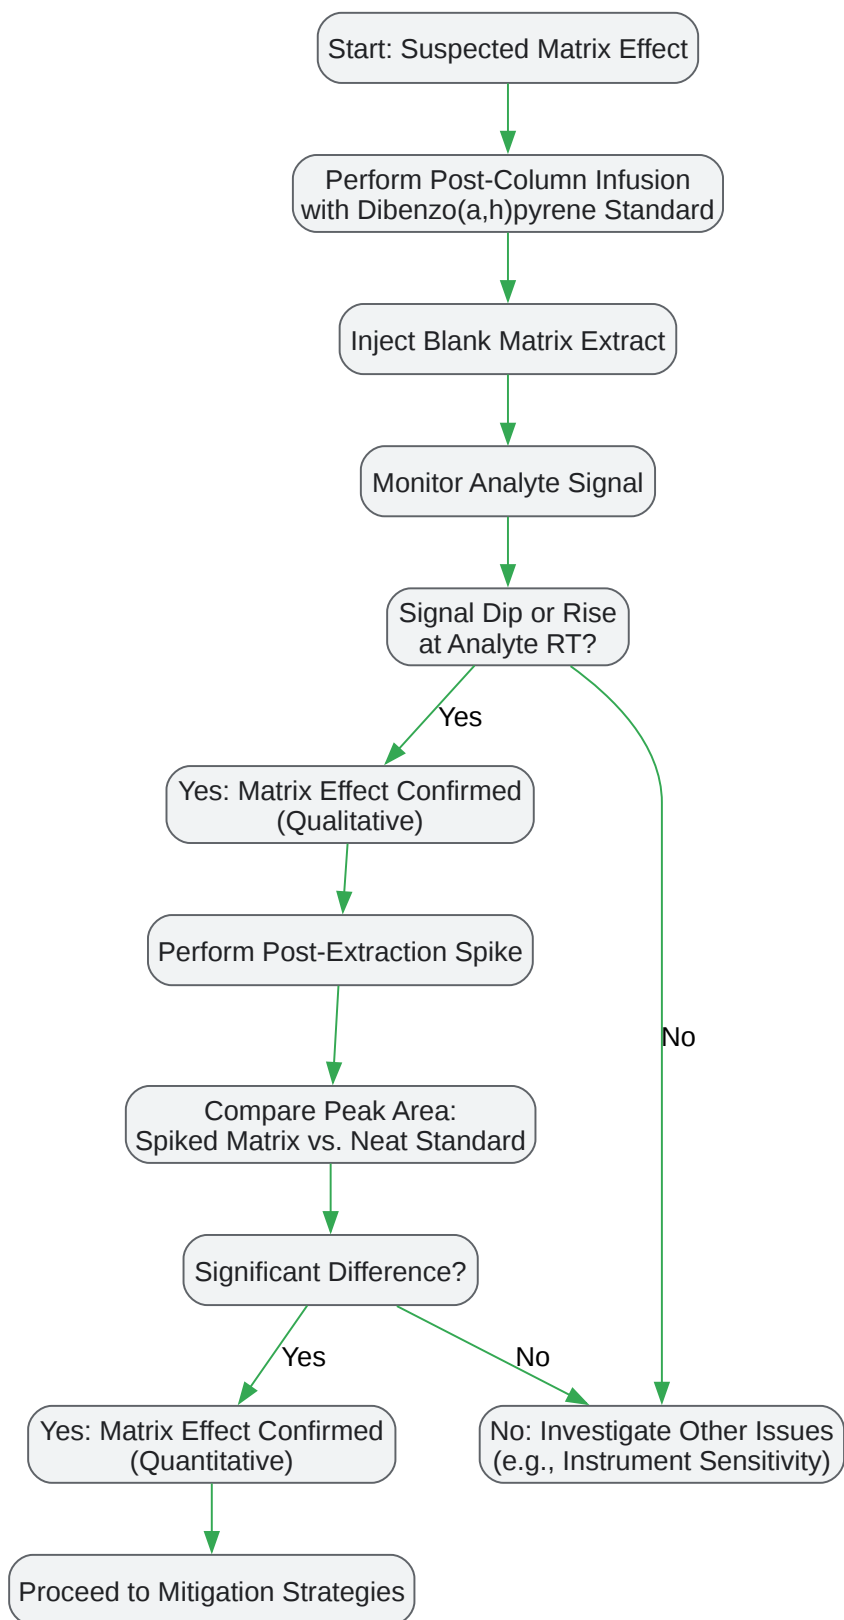 Start: Suspected Matrix Effect
Perform Post-Column Infusion
with Dibenzo(a,h)pyrene Standard
Inject Blank Matrix Extract
Monitor Analyte Signal
Signal Dip or Rise
at Analyte RT?
Yes
Yes: Matrix Effect Confirmed
(Qualitative)
Perform Post-Extraction Spike
No
Compare Peak Area:
Spiked Matrix vs. Neat Standard
Significant Difference?
Yes
No
Yes: Matrix Effect Confirmed
(Quantitative)
No: Investigate Other Issues
(e.g., Instrument Sensitivity)
Proceed to Mitigation Strategies